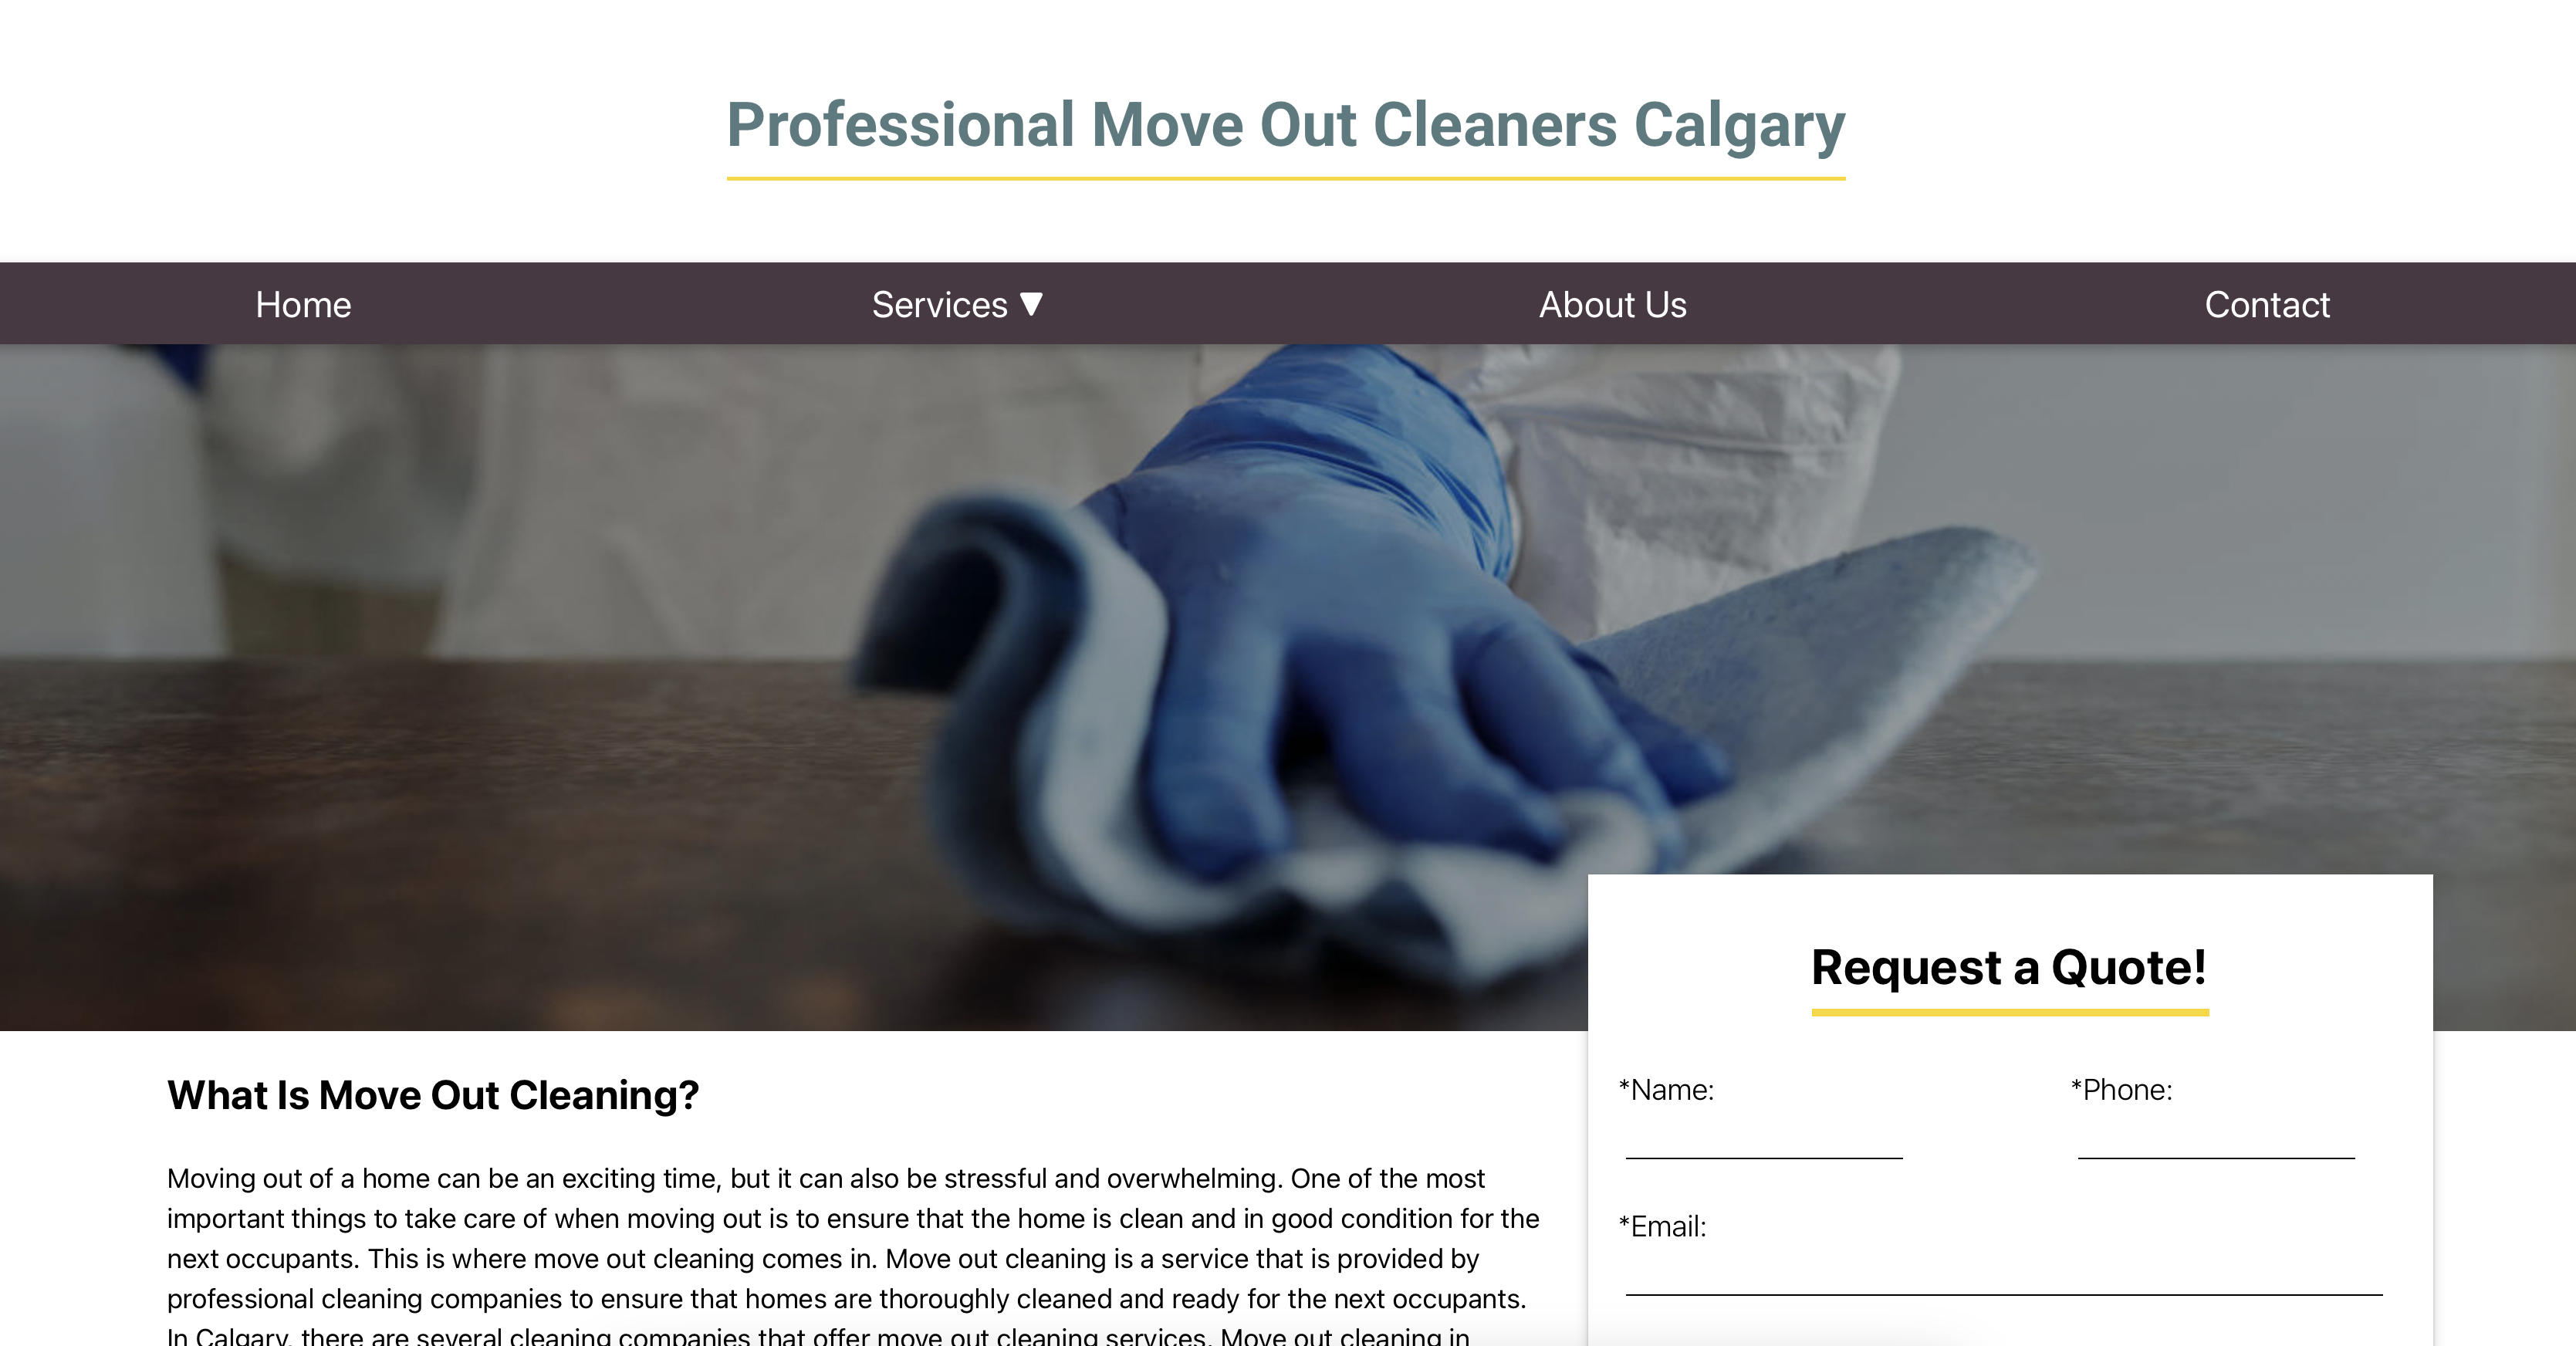 Professional Move Out Cleaners Calgary
Home
Services ▼
About Us
Contact
Request a Quote!
*Name:
*Phone:
*Email:
What Is Move Out Cleaning?
Moving out of a home can be an exciting time, but it can also be stressful and overwhelming. One of the most
important things to take care of when moving out is to ensure that the home is clean and in good condition for the
next occupants. This is where move out cleaning comes in. Move out cleaning is a service that is provided by
professional cleaning companies to ensure that homes are thoroughly cleaned and ready for the next occupants.
In Calgary, there are several cleaning companies that offer move out cleaning services. Move out cleaning in